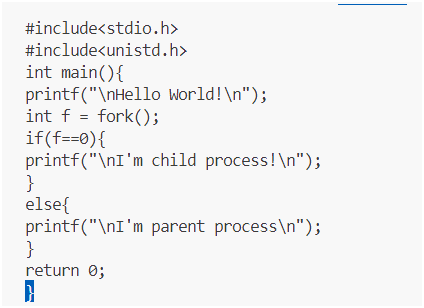 #include<stdio.h>
#include<unistd.h>
int main(){
printf("\nHello World!\n");
int f = fork();
if(f==0){
printf("\nI'm child process!\n");
}
else{
printf("\nI'm parent process\n");
}
return 0;
}